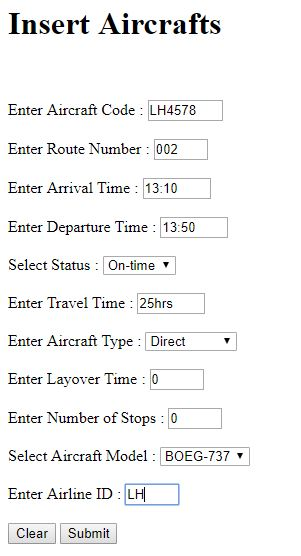 Insert Aircrafts
Enter Aircraft Code : LH4578
Enter Route Number : 002
Enter Arrival Time : 13:10
Enter Departure Time : 13:50
Select Status : On-time
Enter Travel Time : 25hrs
Enter Aircraft Type : Direct
Enter Layover Time : 0
Enter Number of Stops : 0
Select Aircraft Model : BOEG-737
Enter Airline ID : LH
Clear Submit